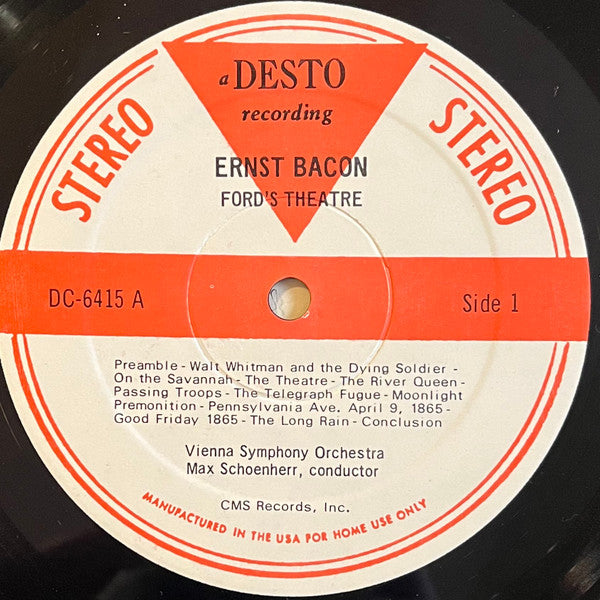 a DESTO
recording
STEREO
STEREO
ERNST BACON
FORD'S THEATRE
DC-6415 A
Side 1
Preamble - Walt Whitman and the Dying Soldier -
On the Savannah - The Theatre - The River Queen -
Passing Troops - The Telegraph Fugue - Moonlight
Premonition - Pennsylvania Ave. April 9, 1865 -
Good Friday 1865 - The Long Rain - Conclusion
Vienna Symphony Orchestra
Max Schoenherr, conductor
CMS Records, Inc.
MANUFACTURED IN THE USA FOR HOME USE ONLY